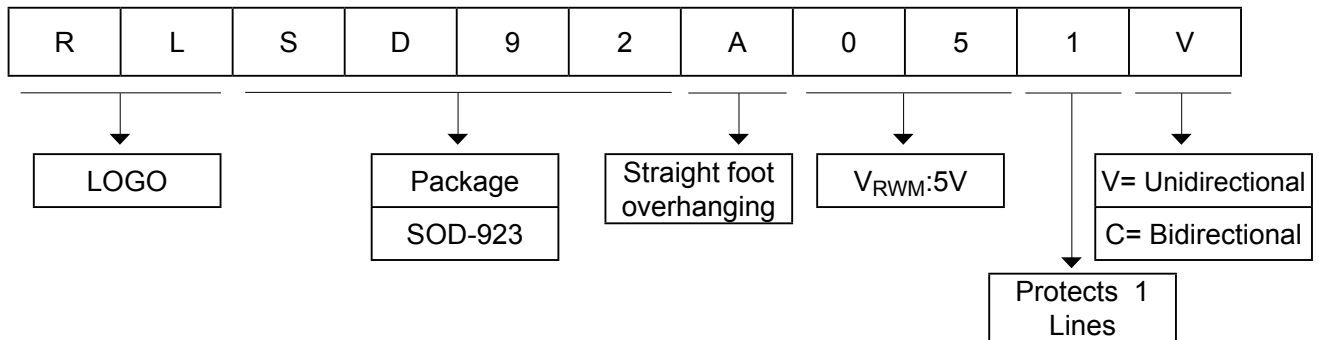 R L S D 9 2 A 0 5 1 V
LOGO
Package
SOD-923
Straight foot
overhanging
VRWM:5V
V= Unidirectional
C= Bidirectional
Protects 1
Lines